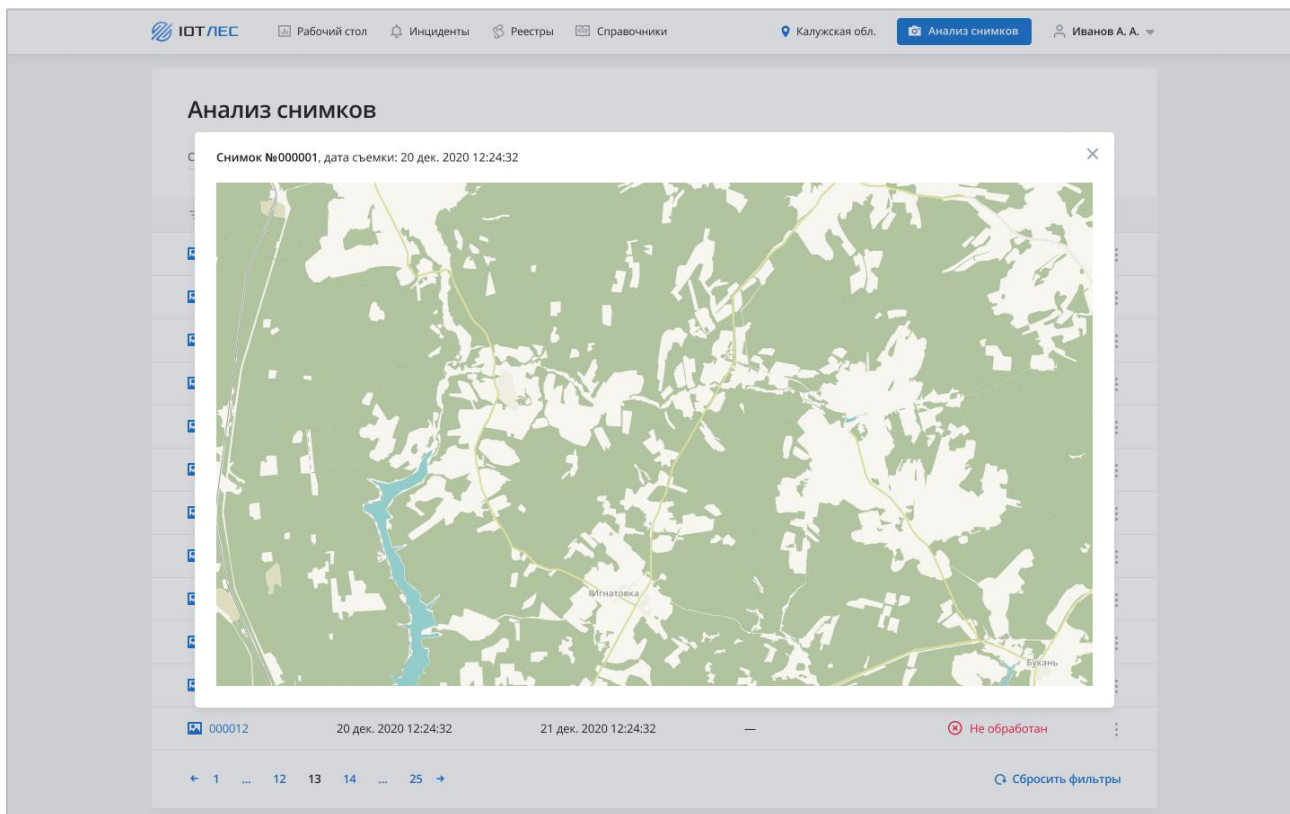 IOT ЛЕС Рабочий стол Инциденты Реестры Справочники Калужская обл. Анализ снимков Иванов А. А.
Анализ снимков
Снимок №000001, дата съемки: 20 дек. 2020 12:24:32
Игнатовка
Букань
000012 20 дек. 2020 12:24:32 21 дек. 2020 12:24:32 — Не обработан
← 1 ... 12 13 14 ... 25 → Сбросить фильтры